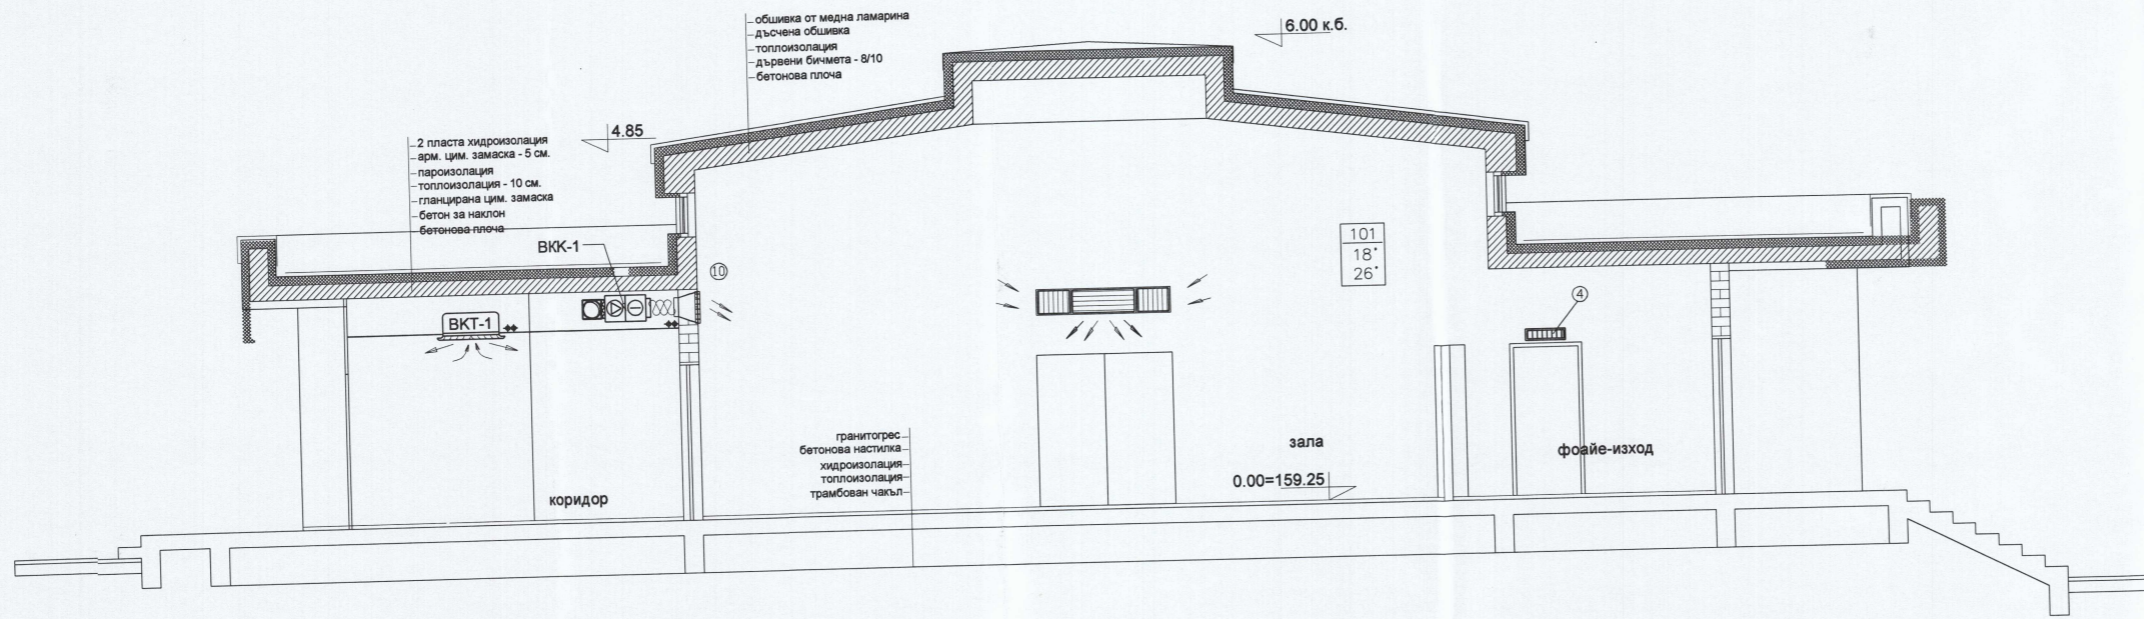 обшивка от медна ламарина
дъсчена обшивка
топлоизолация
дървени бичмета - 8/10
бетонова плоча
6.00 к.б.
4.85
2 пласта хидроизолация
арм. цим. замаска - 5 см.
пароизолация
топлоизолация - 10 см.
гланцирана цим. замаска
бетон за наклон
бетонова плоча
ВКК-1
10
101
18°
26°
ВКТ-1
4
гранитогрес
бетонова настилка
хидроизолация
топлоизолация
трамбован чакъл
зала
0.00=159.25
фоайе-изход
коридор